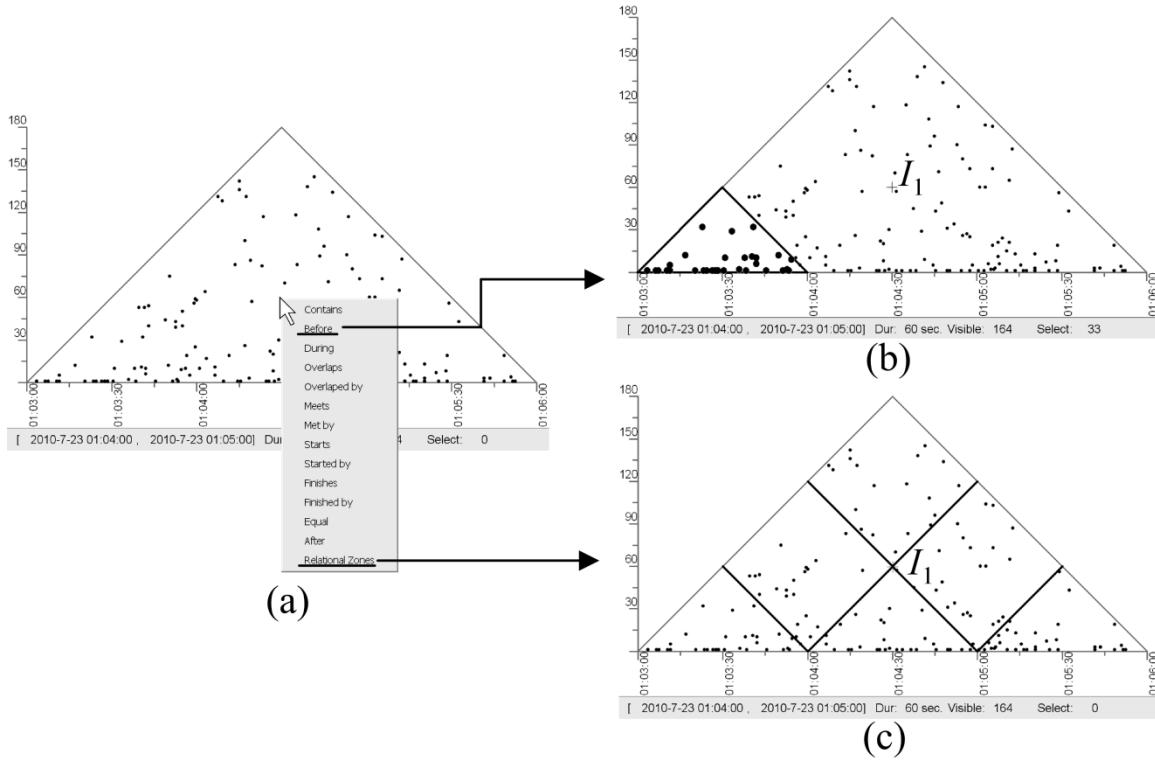 180
150
120
90
60
30
01:03:00
01:03:30
01:04:00
01:05:30
01:06:00
[ 2010-7-23 01:04:00 , 2010-7-23 01:05:00] Dur
4 Select: 0
Contains
Before
During
Overlaps
Overlaped by
Meets
Met by
Starts
Started by
Finishes
Finished by
Equal
After
Relational Zones
(a)
180
150
120
90
60
30
I1
01:03:00
01:03:30
01:04:00
01:04:30
01:05:00
01:05:30
01:06:00
[ 2010-7-23 01:04:00 , 2010-7-23 01:05:00] Dur: 60 sec. Visible: 164 Select: 33
(b)
180
150
120
90
60
30
I1
01:03:00
01:03:30
01:04:00
01:04:30
01:05:00
01:05:30
01:06:00
[ 2010-7-23 01:04:00 , 2010-7-23 01:05:00] Dur: 60 sec. Visible: 164 Select: 0
(c)